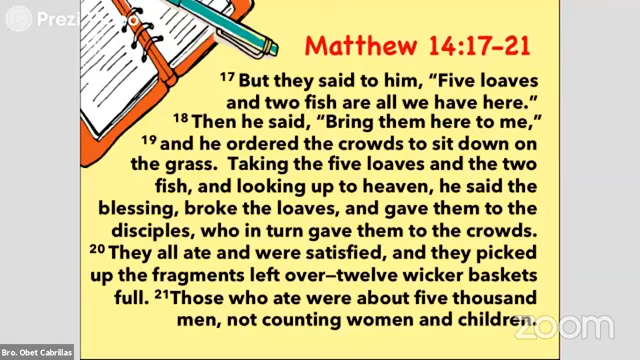 Prezi Video
Matthew 14:17-21
17 But they said to him, “Five loaves
and two fish are all we have here.”
18 Then he said, “Bring them here to me,”
19 and he ordered the crowds to sit down on
the grass. Taking the five loaves and the two
fish, and looking up to heaven, he said the
blessing, broke the loaves, and gave them to the
disciples, who in turn gave them to the crowds.
20 They all ate and were satisfied, and they picked
up the fragments left over—twelve wicker baskets
full. 21 Those who ate were about five thousand
men, not counting women and children.
zoom
Bro. Obet Cabrillas